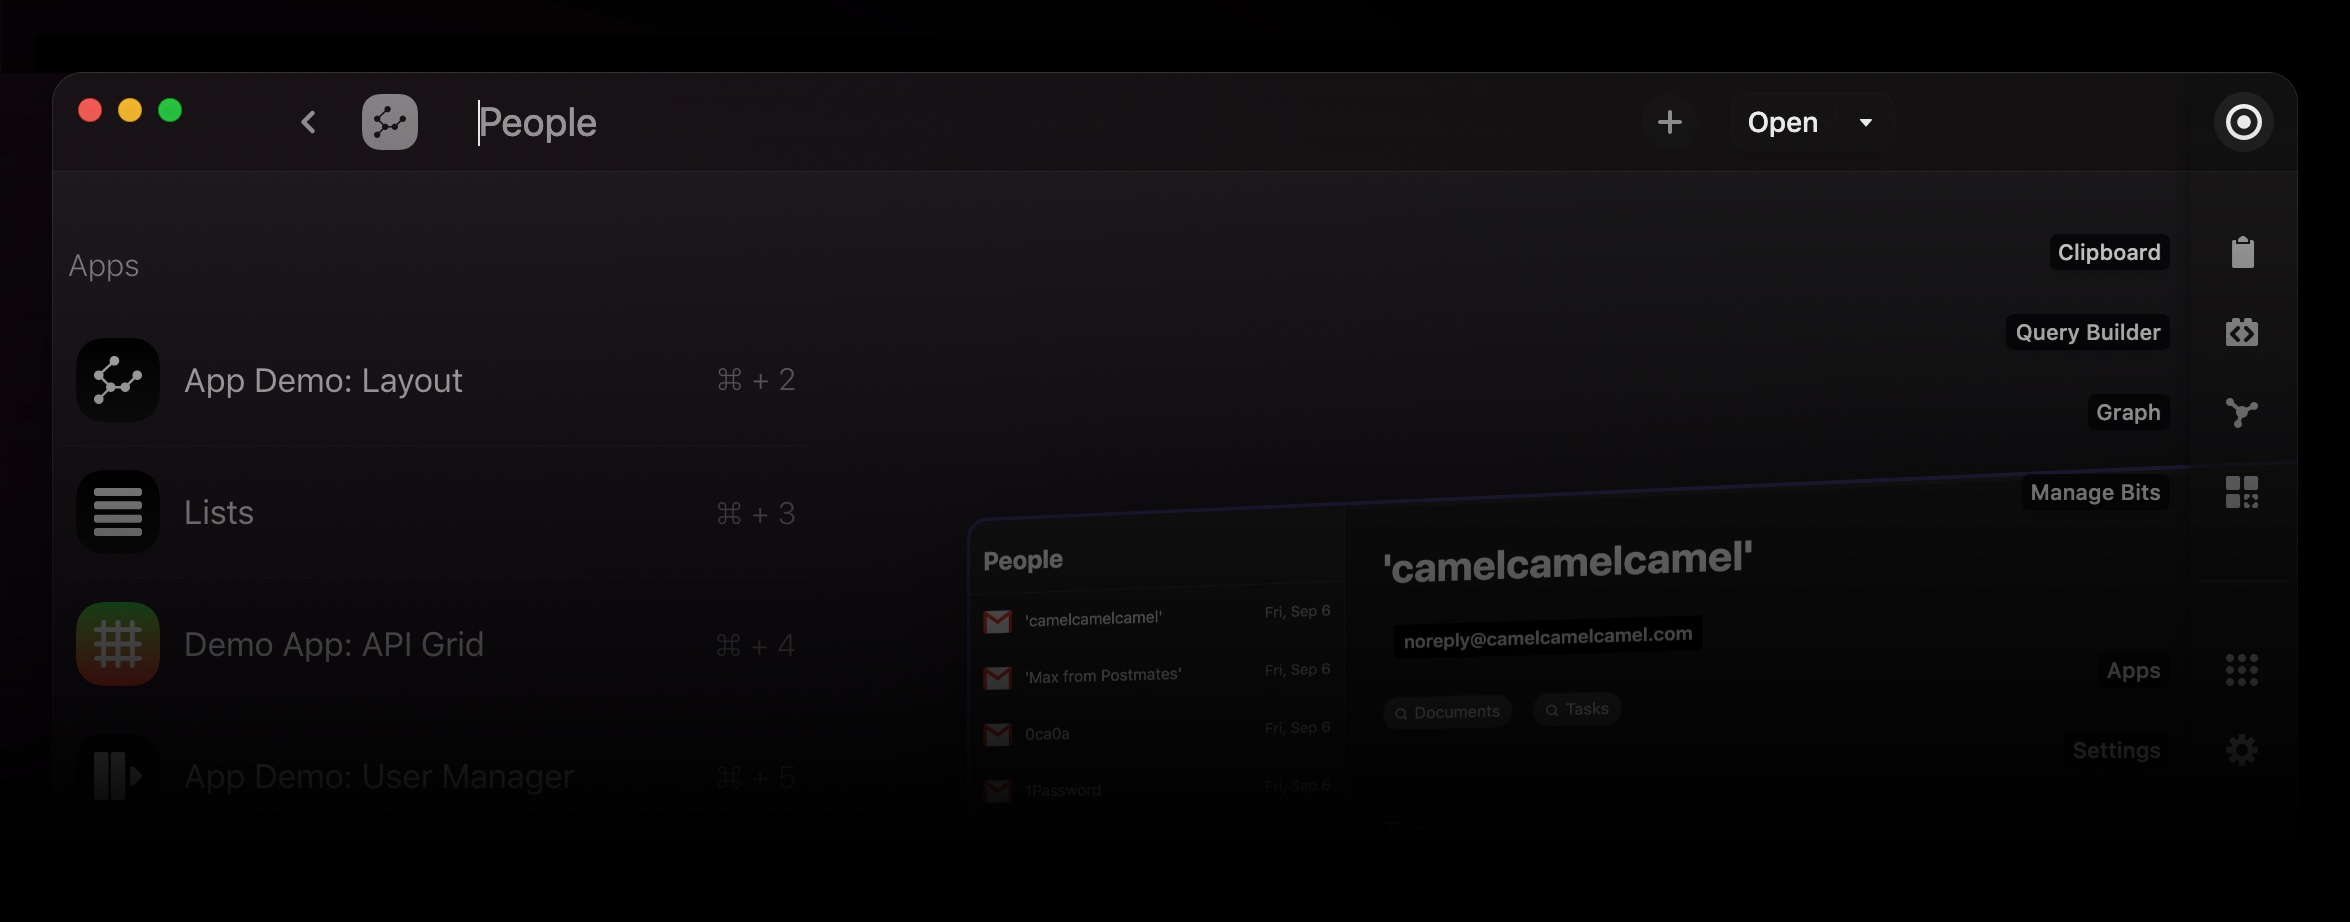 People
Open
Apps
App Demo: Layout
⌘ + 2
Lists
⌘ + 3
Demo App: API Grid
⌘ + 4
App Demo: User Manager
⌘ + 5
People
'camelcamelcamel'
Fri, Sep 6
'Max from Postmates'
Fri, Sep 6
0ca0a
Fri, Sep 6
1Password
Fri, Sep 6
'camelcamelcamel'
noreply@camelcamelcamel.com
Documents
Tasks
Clipboard
Query Builder
Graph
Manage Bits
Apps
Settings